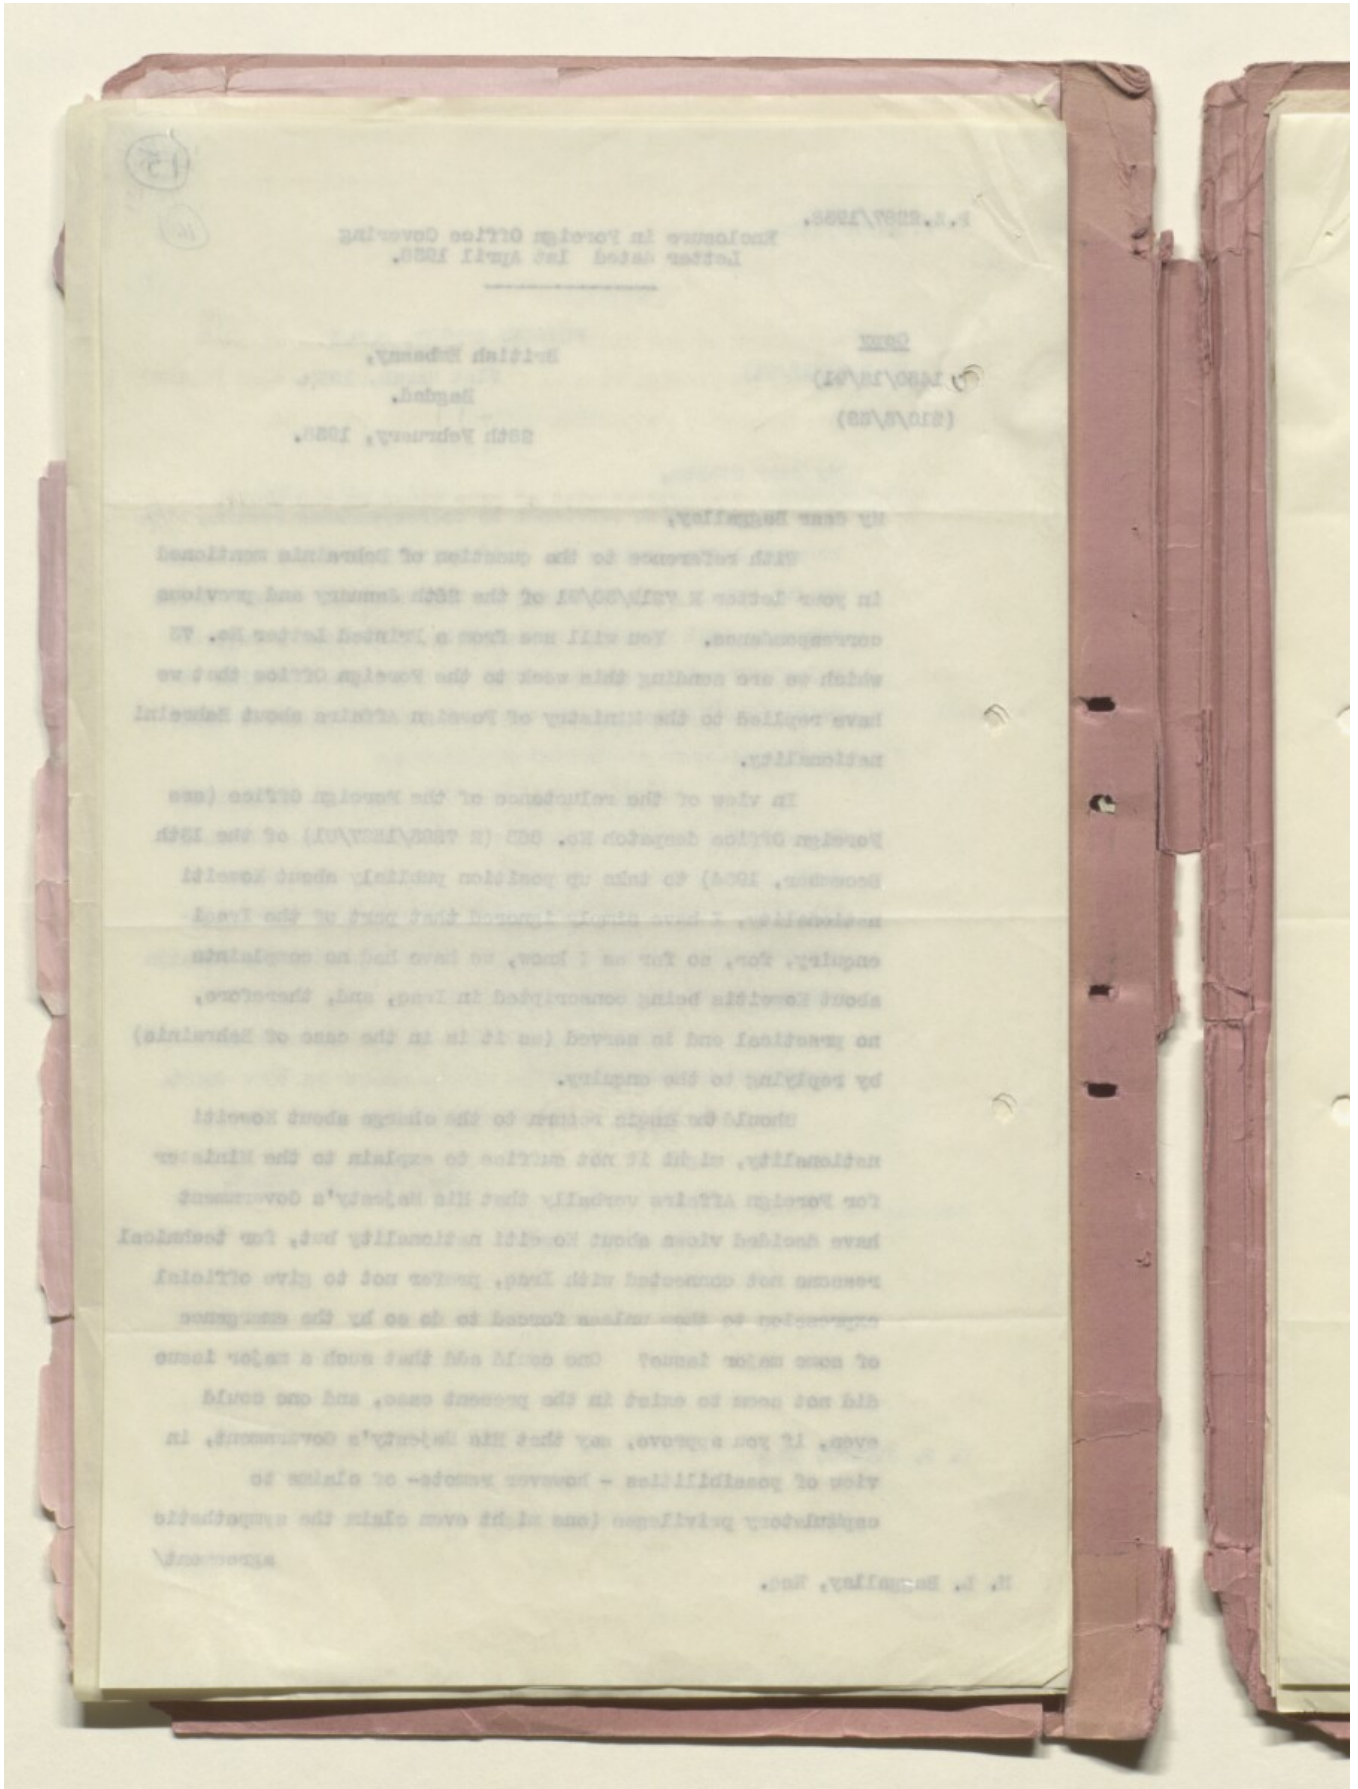 15
Enclosure in Foreign Office Covering
Letter dated 1st April 1938.
Copy
British Embassy,
Bagdad.
28th February, 1938.
My dear Baggallay,
With reference to the question of Bahrainis mentioned
in your letter of the 26th January and previous
correspondence. You will see from a Printed Letter No.
which we are sending this week to the Foreign Office that we
have replied to the Ministry of Foreign Affairs about Bahraini
nationality.
In view of the reluctance of the Foreign Office (see
Foreign Office despatch No. of the
to take up position publicly about Koweiti
nationality, I have simply ignored that part of the Iraqi
enquiry, for, so far as I know, we have had no complaints
about Koweitis being conscripted in Iraq, and, therefore,
no practical end is served (as it is in the case of Bahrainis)
by replying to the enquiry.
Should the again return to the charge about Koweiti
nationality, might it not suffice to explain to the Minister
for Foreign Affairs verbally that His Majesty's Government
have decided views about Koweiti nationality but, for technical
reasons not connected with Iraq, prefer not to give official
expression to them unless forced to do so by the emergence
of some major issue? One could add that such a major issue
did not seem to exist in the present case, and one could
even, if you approve, say that His Majesty's Government, in
view of possibilities - however remote- of claims to
capitulatory privileges (one might even claim the sympathetic
agreement/
H. L. Baggallay, Esq.